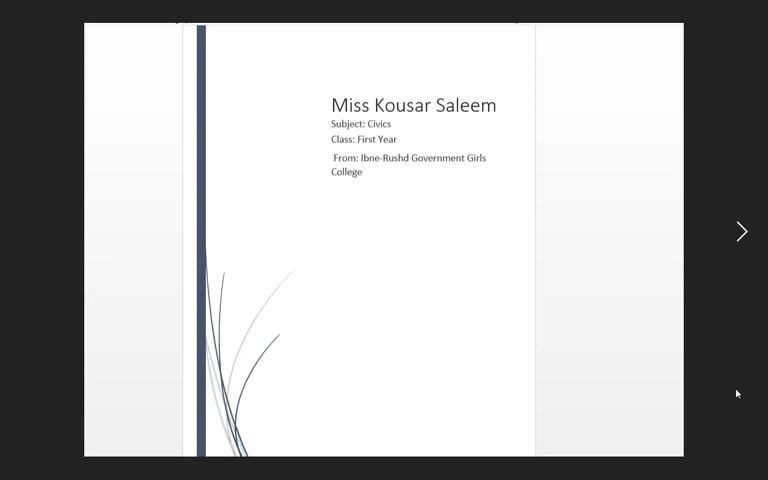 Miss Kousar Saleem
Subject: Civics
Class: First Year
From: Ibne-Rushd Government Girls
College